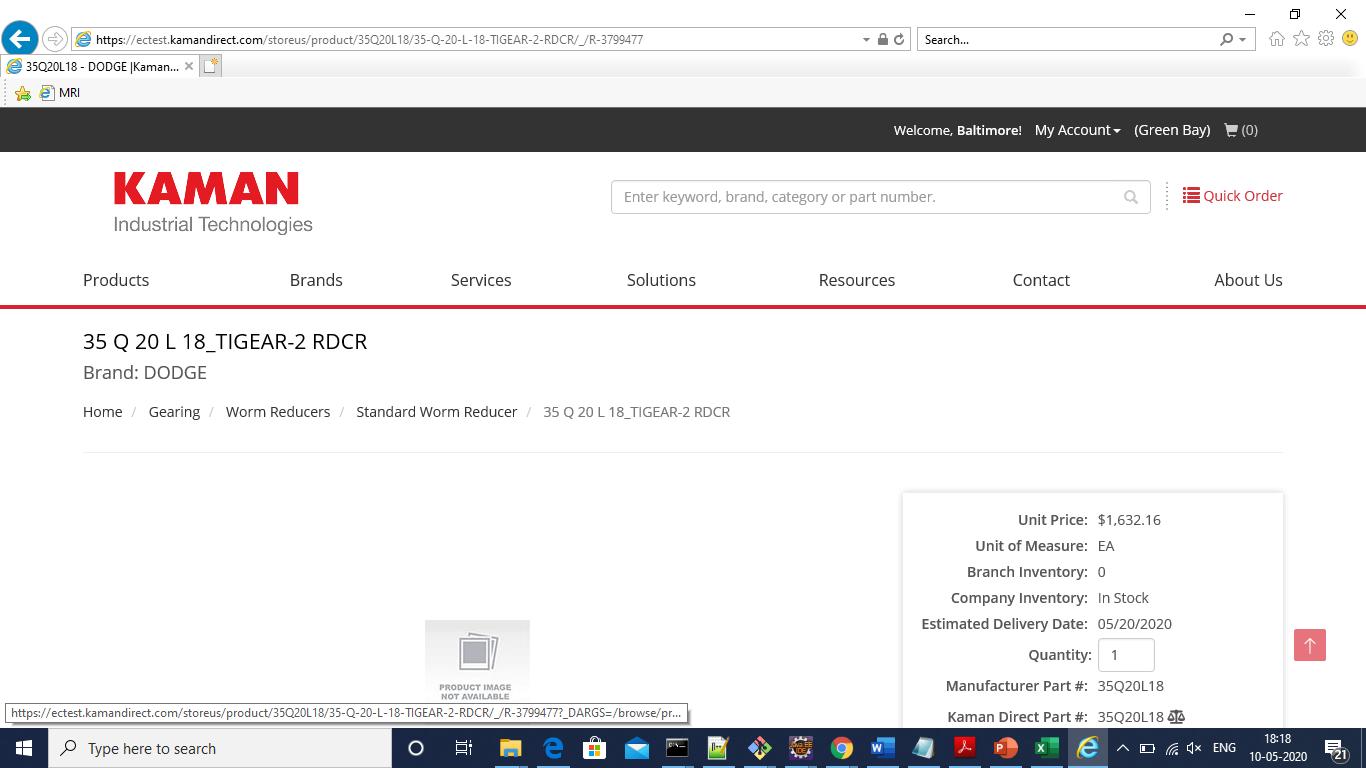 https://ectest.kamandirect.com/storeus/product/35Q20L18/35-Q-20-L-18-TIGEAR-2-RDCR/_/R-3799477
Search...
35Q20L18 - DODGE |Kaman...
MRI
Welcome, Baltimore! My Account (Green Bay) (0)
KAMAN
Industrial Technologies
Enter keyword, brand, category or part number.
Quick Order
Products Brands Services Solutions Resources Contact About Us
35 Q 20 L 18_TIGEAR-2 RDCR
Brand: DODGE
Home / Gearing / Worm Reducers / Standard Worm Reducer / 35 Q 20 L 18_TIGEAR-2 RDCR
Unit Price: $1,632.16
Unit of Measure: EA
Branch Inventory: 0
Company Inventory: In Stock
Estimated Delivery Date: 05/20/2020
Quantity: 1
Manufacturer Part #: 35Q20L18
Kaman Direct Part #: 35Q20L18
PRODUCT IMAGE
NOT AVAILABLE
https://ectest.kamandirect.com/storeus/product/35Q20L18/35-Q-20-L-18-TIGEAR-2-RDCR/_/R-3799477?_DARGS=/browse/pr...
Type here to search
ENG
18:18
10-05-2020
21